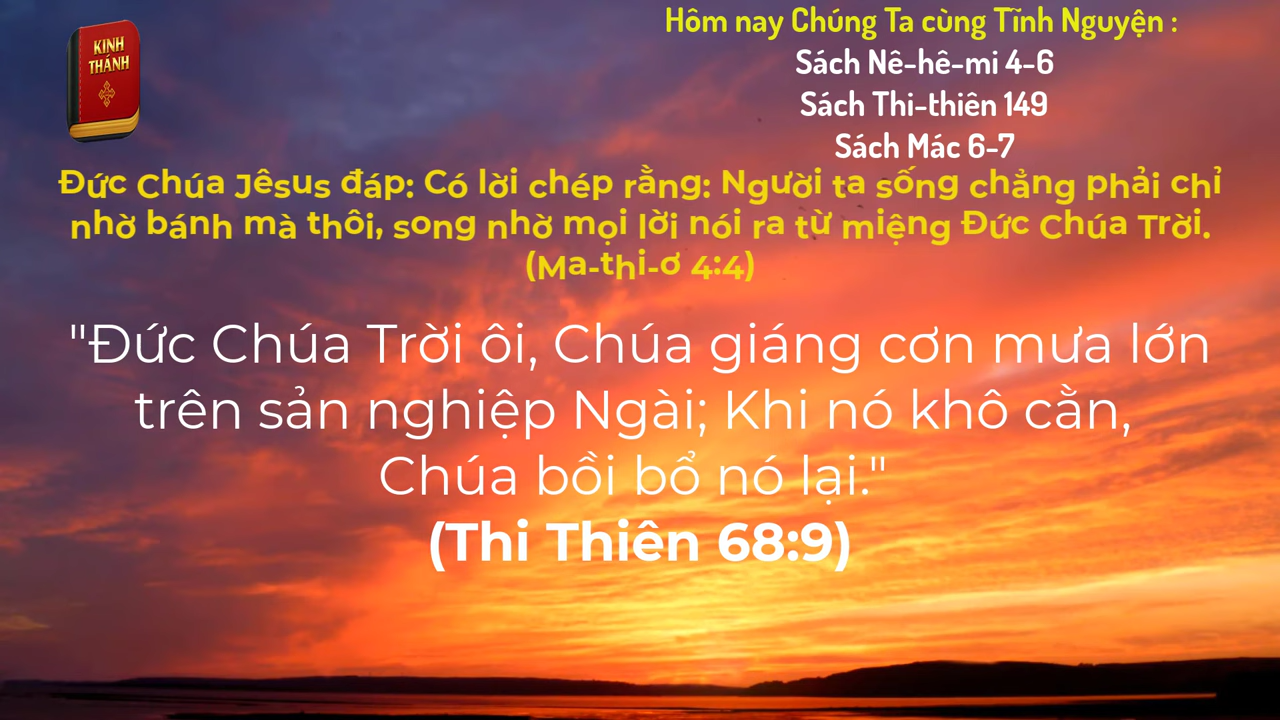 KINH
THÁNH
Hôm nay Chúng Ta cùng Tĩnh Nguyện :
Sách Nê-hê-mi 4-6
Sách Thi-thiên 149
Sách Mác 6-7
Đức Chúa Jêsus đáp: Có lời chép rằng: Người ta sống chẳng phải chỉ
nhờ bánh mà thôi, song nhờ mọi lời nói ra từ miệng Đức Chúa Trời.
(Ma-thi-ơ 4:4)
"Đức Chúa Trời ôi, Chúa giáng cơn mưa lớn
trên sản nghiệp Ngài; Khi nó khô cằn,
Chúa bồi bổ nó lại."
(Thi Thiên 68:9)